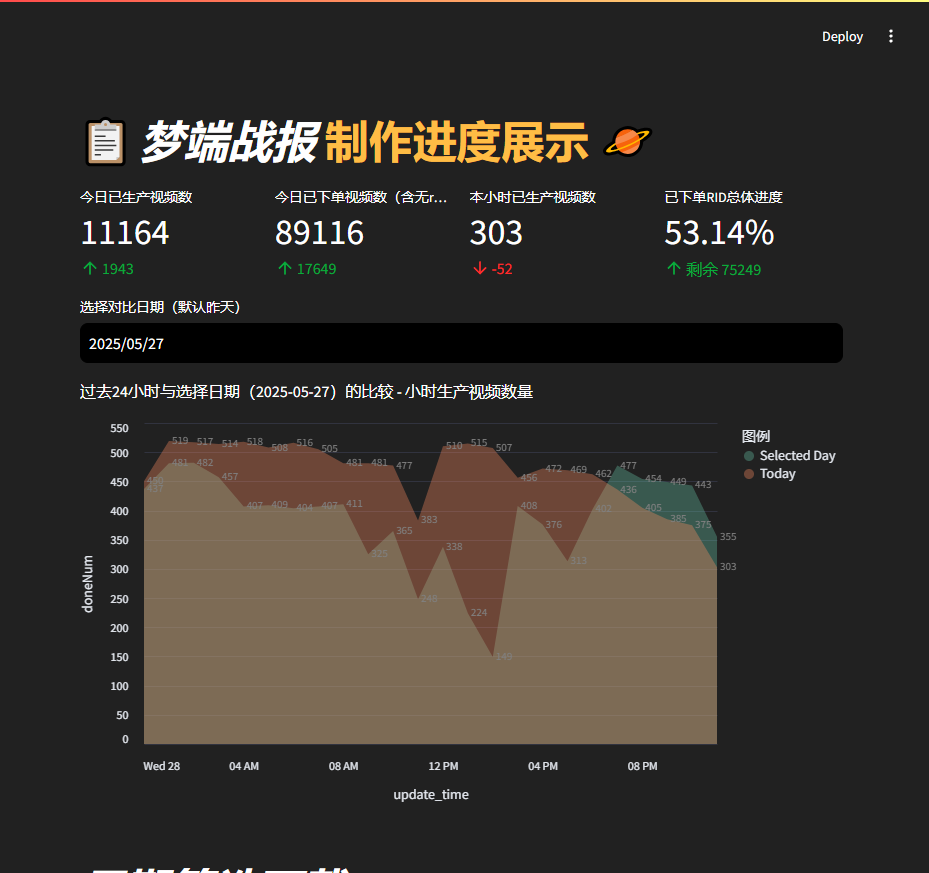 Deploy
梦端战报 制作进度展示
今日已生产视频数
11164
1943
今日已下单视频数（含无r...
89116
17649
本小时已生产视频数
303
-52
已下单RID总体进度
53.14%
剩余 75249
选择对比日期（默认昨天）
2025/05/27
过去24小时与选择日期（2025-05-27）的比较 - 小时生产视频数量
图例
Selected Day
Today
doneNum
550
500
450
400
350
300
250
200
150
100
50
0
519 517 514 518 508 516 505 481 481 477 383 510 515 507 456 472 469 462 436 405 385 375 303
437 481 482 457 407 409 404 407 411 325 365 338 224 149 408 376 313 403 477 454 449 443 355
Wed 28 04 AM 08 AM 12 PM 04 PM 08 PM
update_time